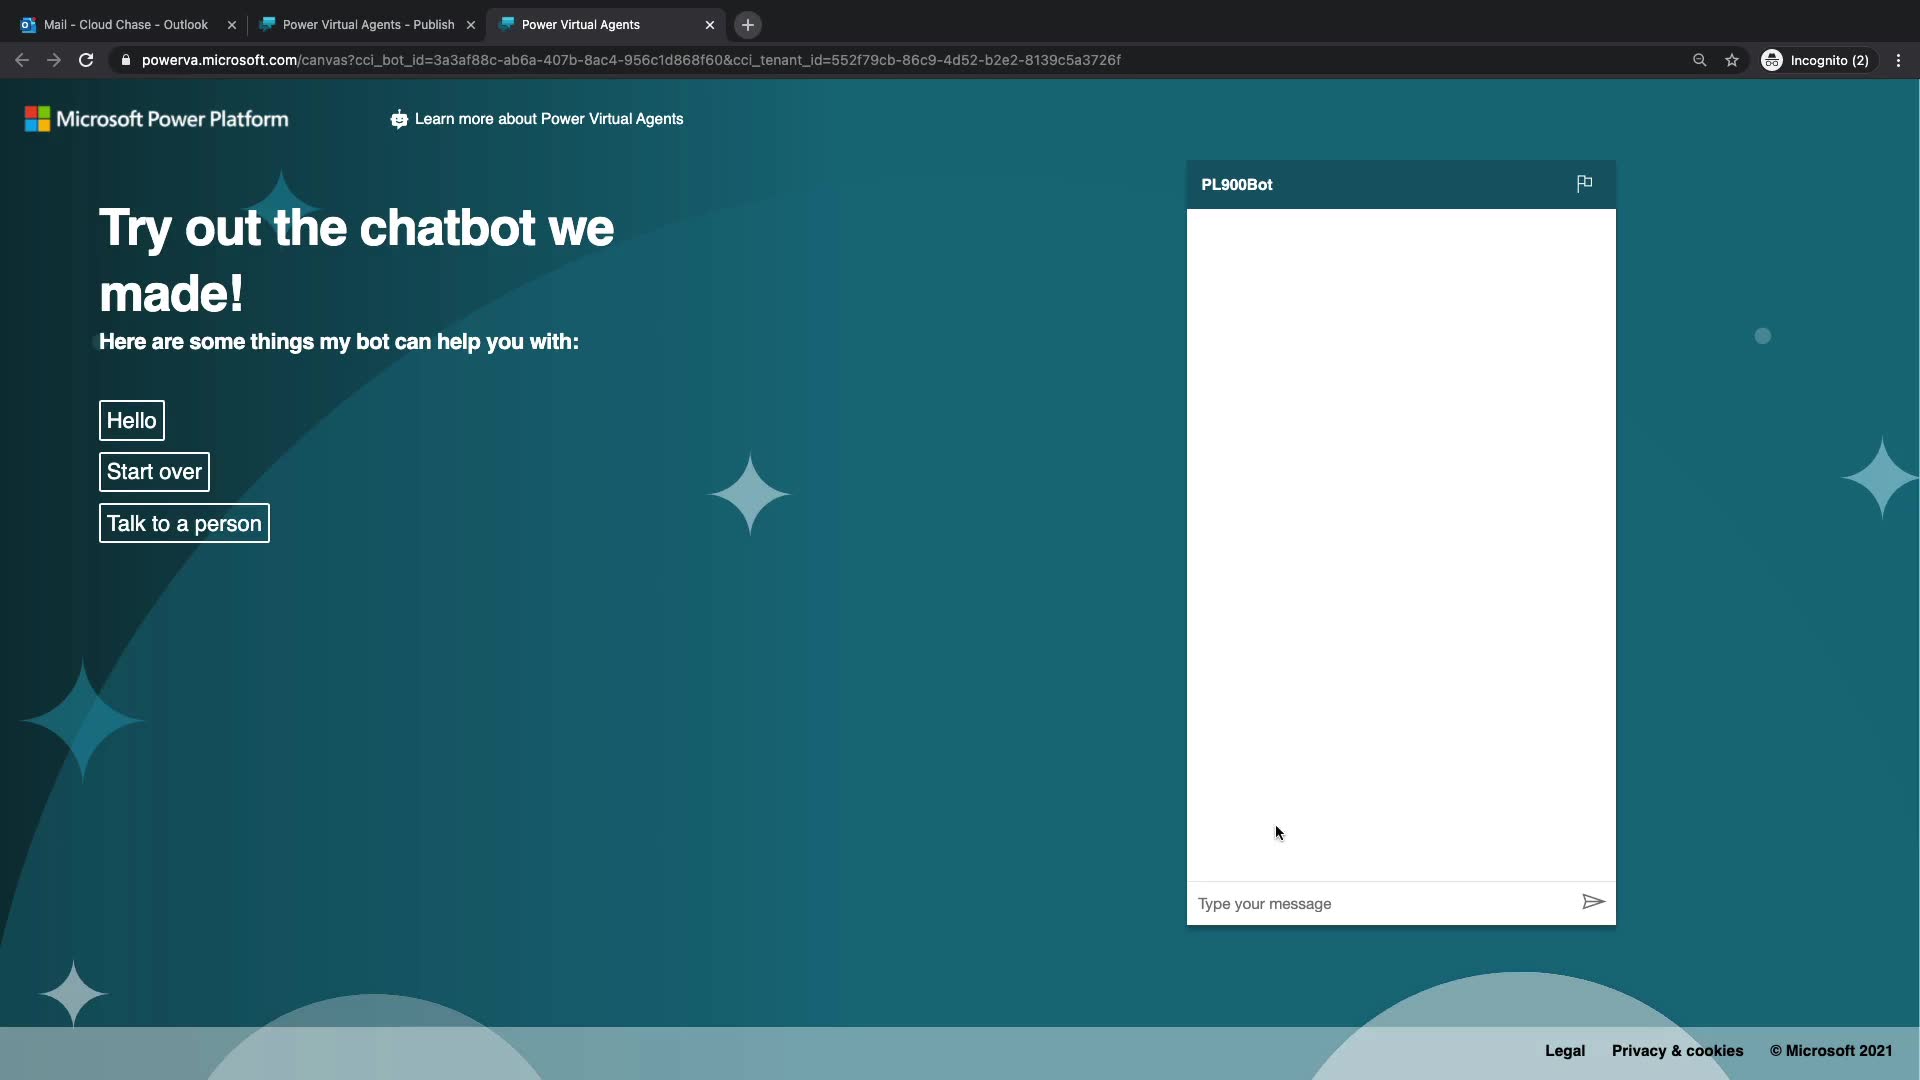 Mail - Cloud Chase - Outlook
Power Virtual Agents - Publish
Power Virtual Agents
powerva.microsoft.com/canvas?cci_bot_id=3a3af88c-ab6a-407b-8ac4-956c1d868f60&cci_tenant_id=552f79cb-86c9-4d52-b2e2-8139c5a3726f
Incognito (2)
Microsoft Power Platform
Learn more about Power Virtual Agents
Try out the chatbot we
made!
Here are some things my bot can help you with:
Hello
Start over
Talk to a person
PL900Bot
Type your message
Legal
Privacy & cookies
© Microsoft 2021